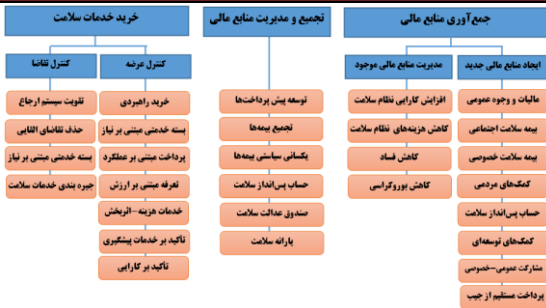 جمع‌آوری منابع مالی
ایجاد منابع مالی جدید
مالیات و وجوه عمومی
بیمه سلامت اجتماعی
بیمه سلامت خصوصی
کمک‌های مردمی
حساب پس‌انداز سلامت
کمک‌های توسعه‌ای
مشارکت عمومی-خصوصی
پرداخت مستقیم از جیب
مدیریت منابع مالی موجود
افزایش کارایی نظام سلامت
کاهش هزینه‌های نظام سلامت
کاهش فساد
کاهش بوروکراسی
تجمیع و مدیریت منابع مالی
توسعه پیش پرداخت‌ها
تجمیع بیمه‌ها
یکسانی سیاستی بیمه‌ها
حساب پس‌انداز سلامت
صندوق عدالت سلامت
یارانه سلامت
خرید خدمات سلامت
کنترل عرضه
خرید راهبردی
بسته خدمتی مبتنی بر نیاز
پرداخت مبتنی بر عملکرد
تعرفه مبتنی بر ارزش
خدمات هزینه-اثربخش
تأکید بر خدمات پیشگیری
تأکید بر کارایی
کنترل تقاضا
تقویت سیستم ارجاع
حذف تقاضای القایی
بسته خدمتی مبتنی بر نیاز
جیره بندی خدمات سلامت